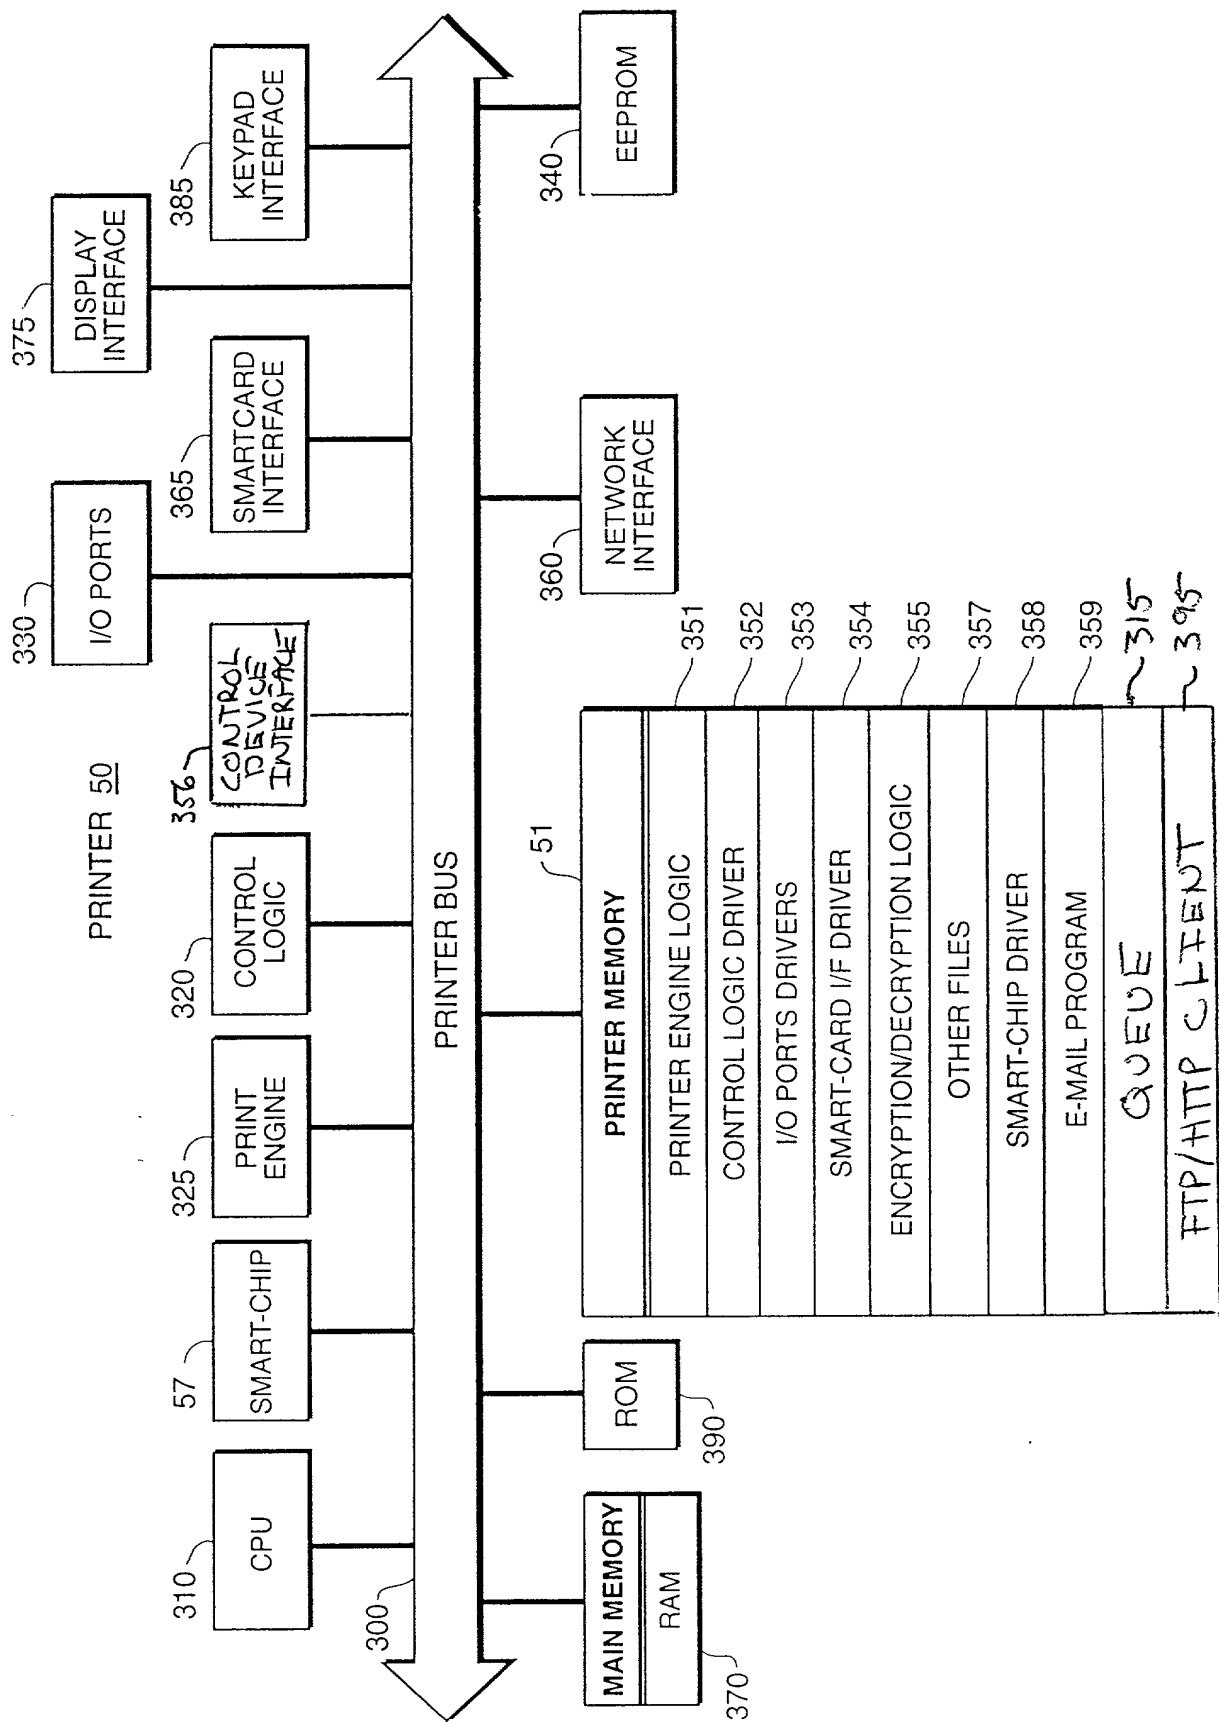 PRINTER 50
310
CPU
57
SMART-CHIP
325
PRINT
ENGINE
320
CONTROL
LOGIC
356
CONTROL
DEVICE
INTERFACE
330
I/O PORTS
365
SMARTCARD
INTERFACE
375
DISPLAY
INTERFACE
385
KEYPAD
INTERFACE
300
PRINTER BUS
MAIN MEMORY
RAM
370
ROM
390
51
PRINTER MEMORY
PRINTER ENGINE LOGIC 351
CONTROL LOGIC DRIVER 352
I/O PORTS DRIVERS 353
SMART-CARD I/F DRIVER 354
ENCRYPTION/DECRYPTION LOGIC 355
OTHER FILES 357
SMART-CHIP DRIVER 358
E-MAIL PROGRAM 359
QUEUE 315
FTP/HTTP CLIENT 395
360
NETWORK
INTERFACE
340
EEPROM